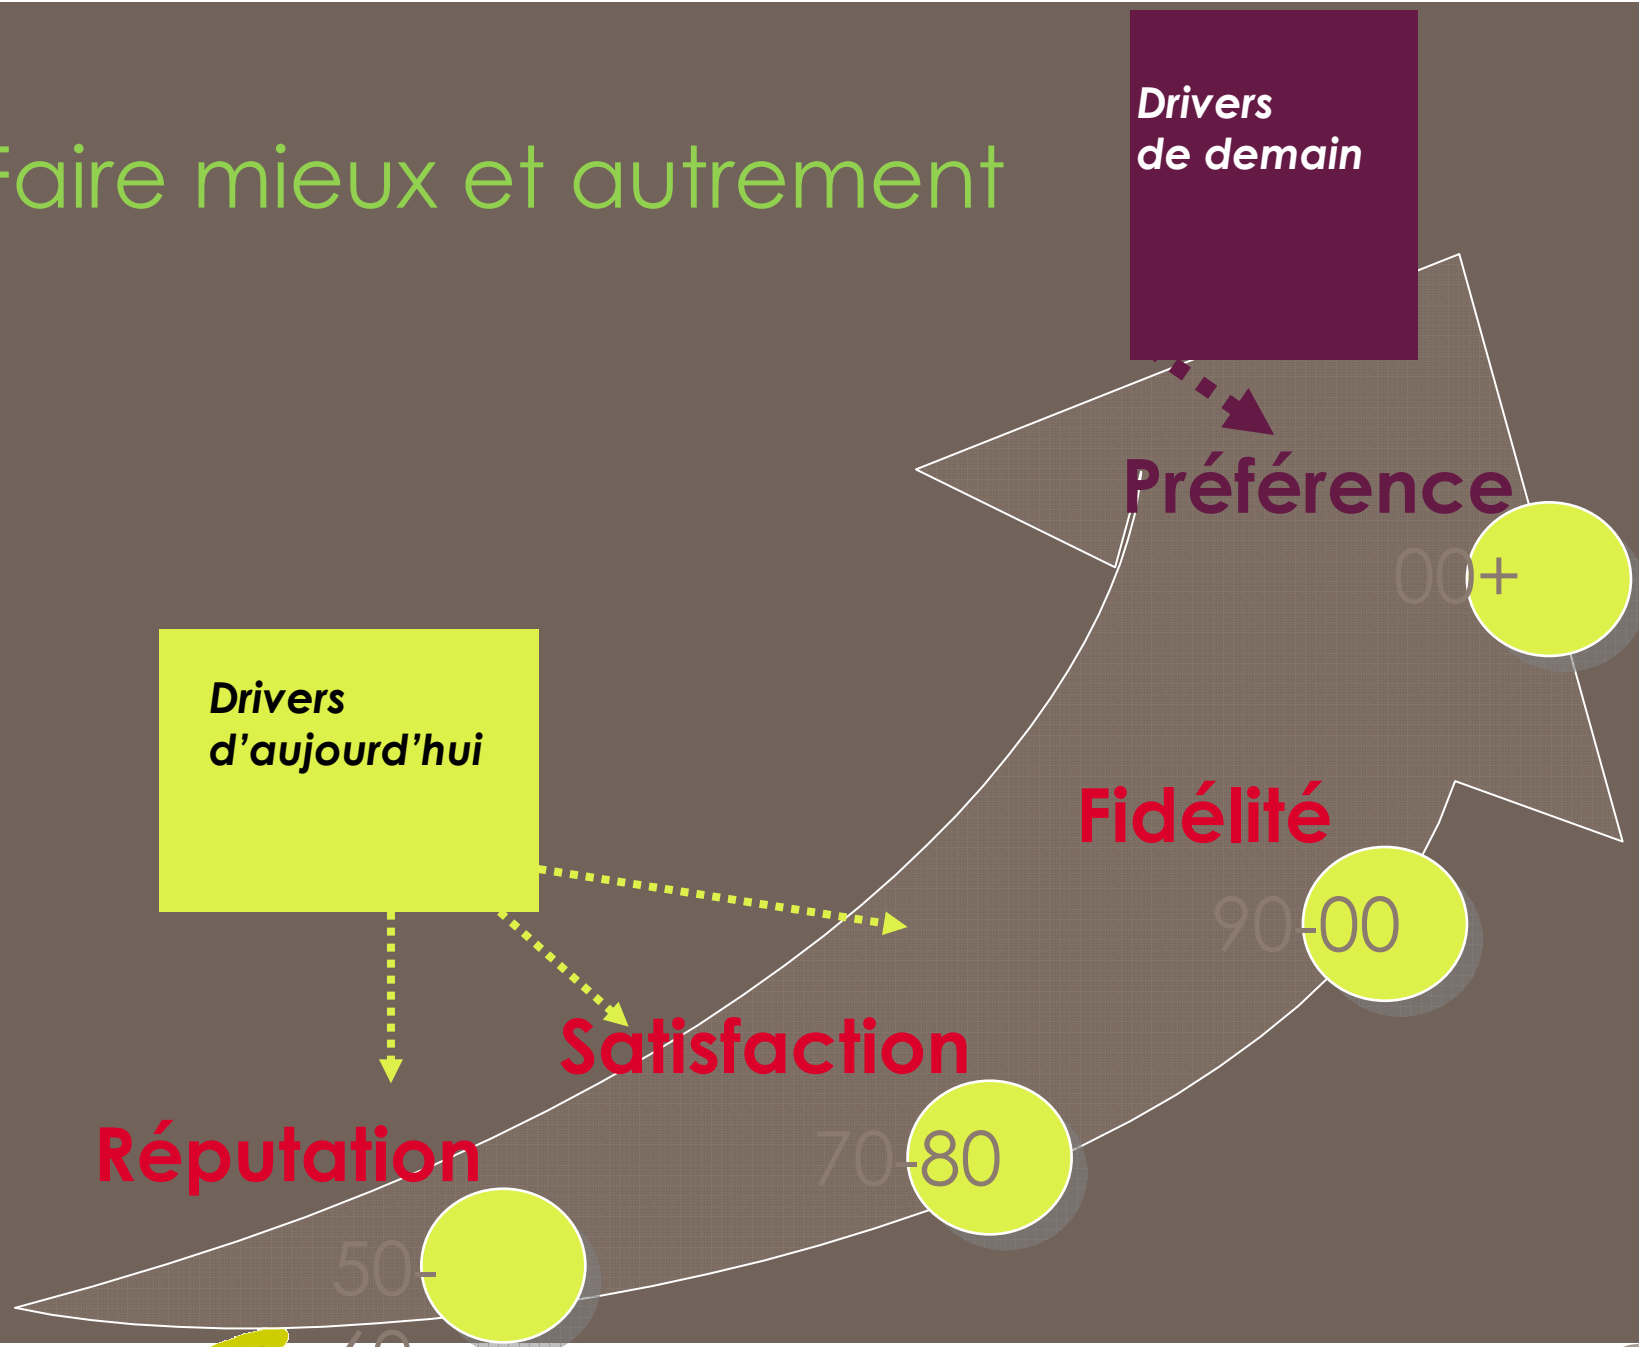 Faire mieux et autrement
Drivers
de demain
Préférence
00+
Drivers
d’aujourd’hui
Fidélité
90-00
Satisfaction
70-80
Réputation
50-
60